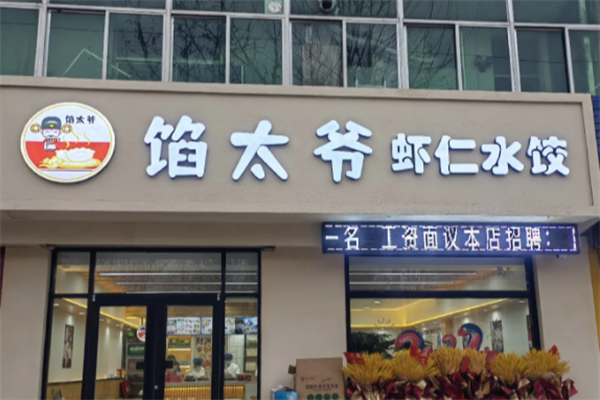 馅太爷
馅太爷 虾仁水饺
一名 工资面议本店招聘: